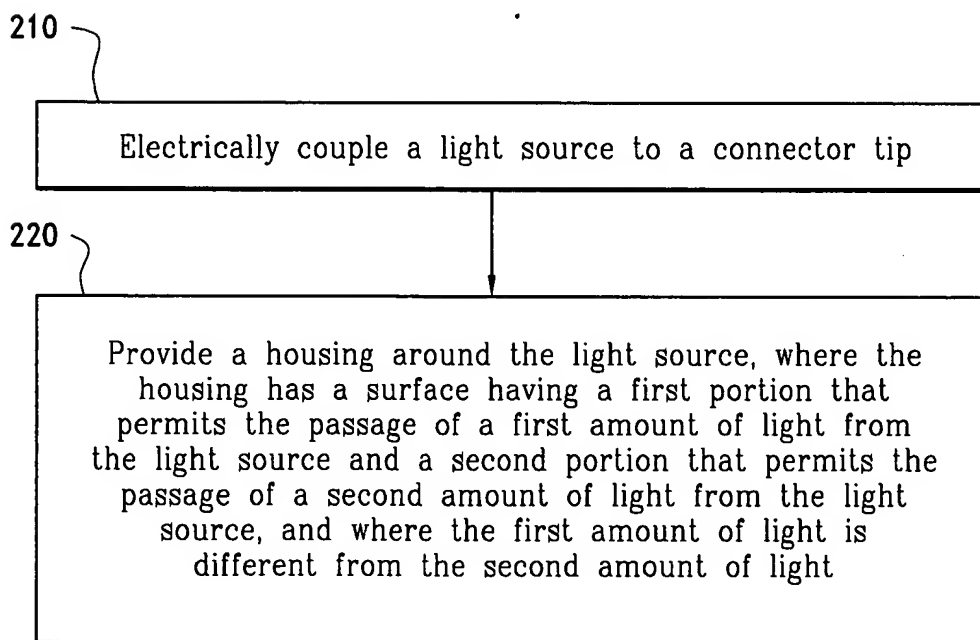 210
Electrically couple a light source to a connector tip
220
Provide a housing around the light source, where the
housing has a surface having a first portion that
permits the passage of a first amount of light from
the light source and a second portion that permits the
passage of a second amount of light from the light
source, and where the first amount of light is
different from the second amount of light